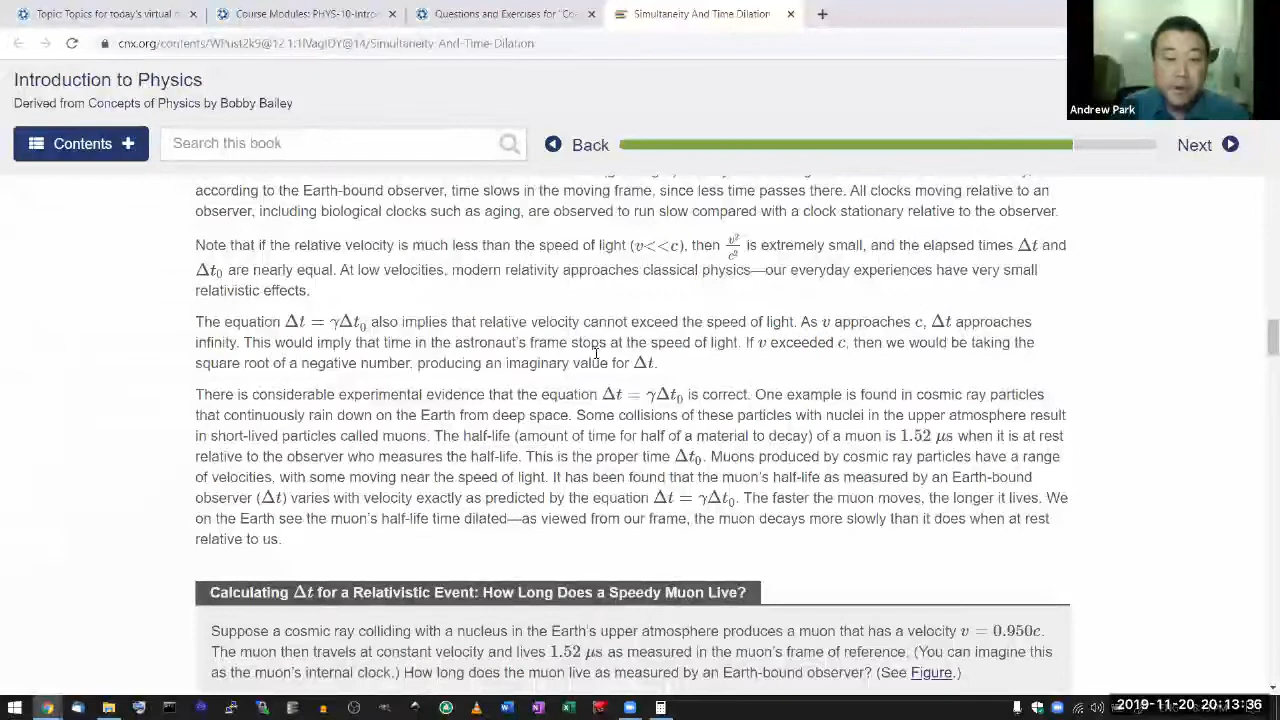 Topic: Topics for today's virtual m
Course Modules: PHYS-10-Introd
Questions and Exercises for "Co
Simultaneity And Time Dilation
cnx.org/contents/WPust2k9@12.1:lVagIDY@14/Simultaneity-And-Time-Dilation
Introduction to Physics
Derived from Concepts of Physics by Bobby Bailey
Andrew Park
Contents +
Search this book
Back
Next
according to the Earth-bound observer, time slows in the moving frame, since less time passes there. All clocks moving relative to an
observer, including biological clocks such as aging, are observed to run slow compared with a clock stationary relative to the observer.
Note that if the relative velocity is much less than the speed of light (v<<c), then v²/c² is extremely small, and the elapsed times Δt and
Δt₀ are nearly equal. At low velocities, modern relativity approaches classical physics—our everyday experiences have very small
relativistic effects.
The equation Δt = γΔt₀ also implies that relative velocity cannot exceed the speed of light. As v approaches c, Δt approaches
infinity. This would imply that time in the astronaut's frame stops at the speed of light. If v exceeded c, then we would be taking the
square root of a negative number, producing an imaginary value for Δt.
There is considerable experimental evidence that the equation Δt = γΔt₀ is correct. One example is found in cosmic ray particles
that continuously rain down on the Earth from deep space. Some collisions of these particles with nuclei in the upper atmosphere result
in short-lived particles called muons. The half-life (amount of time for half of a material to decay) of a muon is 1.52 μs when it is at rest
relative to the observer who measures the half-life. This is the proper time Δt₀. Muons produced by cosmic ray particles have a range
of velocities, with some moving near the speed of light. It has been found that the muon's half-life as measured by an Earth-bound
observer (Δt) varies with velocity exactly as predicted by the equation Δt = γΔt₀. The faster the muon moves, the longer it lives. We
on the Earth see the muon's half-life time dilated—as viewed from our frame, the muon decays more slowly than it does when at rest
relative to us.
Calculating Δt for a Relativistic Event: How Long Does a Speedy Muon Live?
Suppose a cosmic ray colliding with a nucleus in the Earth's upper atmosphere produces a muon that has a velocity v = 0.950c.
The muon then travels at constant velocity and lives 1.52 μs as measured in the muon's frame of reference. (You can imagine this
as the muon's internal clock.) How long does the muon live as measured by an Earth-bound observer? (See Figure.)
2019-11-20 20:13:36